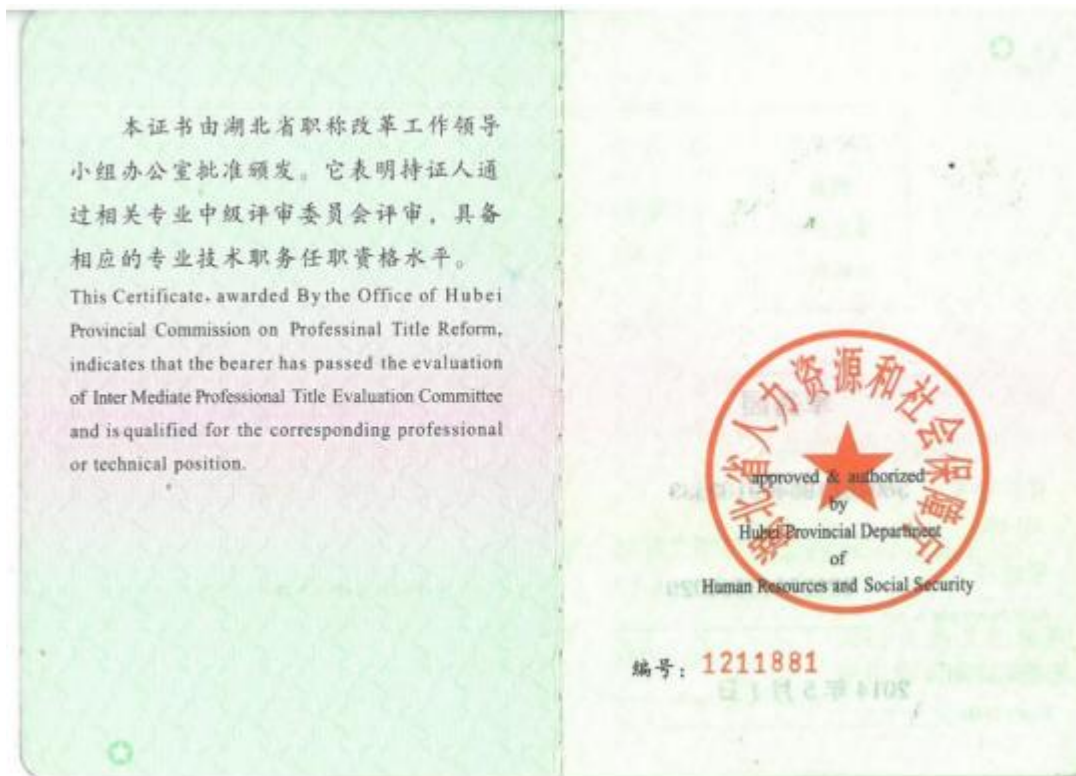 本证书由湖北省职称改革工作领导
小组办公室批准颁发。它表明持证人通
过相关专业中级评审委员会评审，具备
相应的专业技术职务任职资格水平。
This Certificate, awarded By the Office of Hubei
Provincial Commission on Professinal Title Reform,
indicates that the bearer has passed the evaluation
of Inter Mediate Professional Title Evaluation Committee
and is qualified for the corresponding professional
or technical position.
湖北省人力资源和社会保障厅
approved & authorized
by
Hubei Provincial Department
of
Human Resources and Social Security
编号：1211881
2014年5月1日